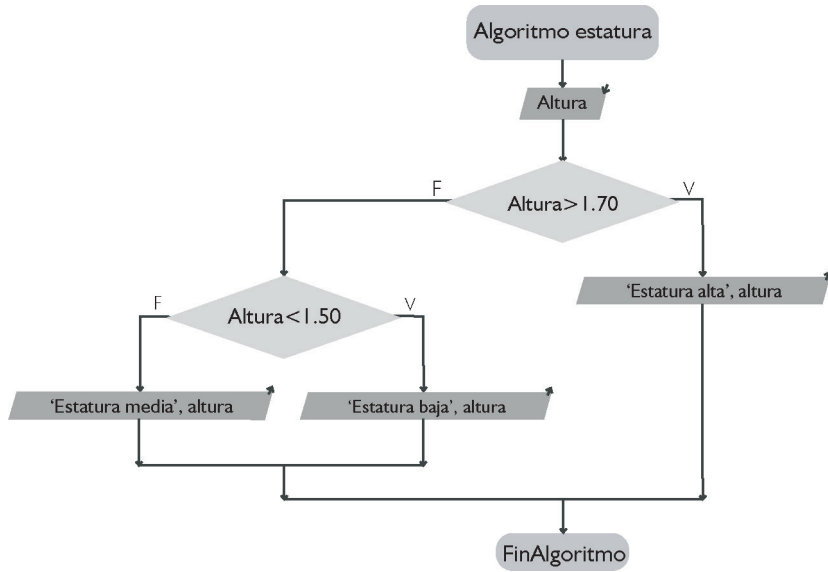 Algoritmo estatura
Altura
F
V
Altura>1.70
‘Estatura alta’, altura
F
V
Altura<1.50
‘Estatura media’, altura
‘Estatura baja’, altura
FinAlgoritmo